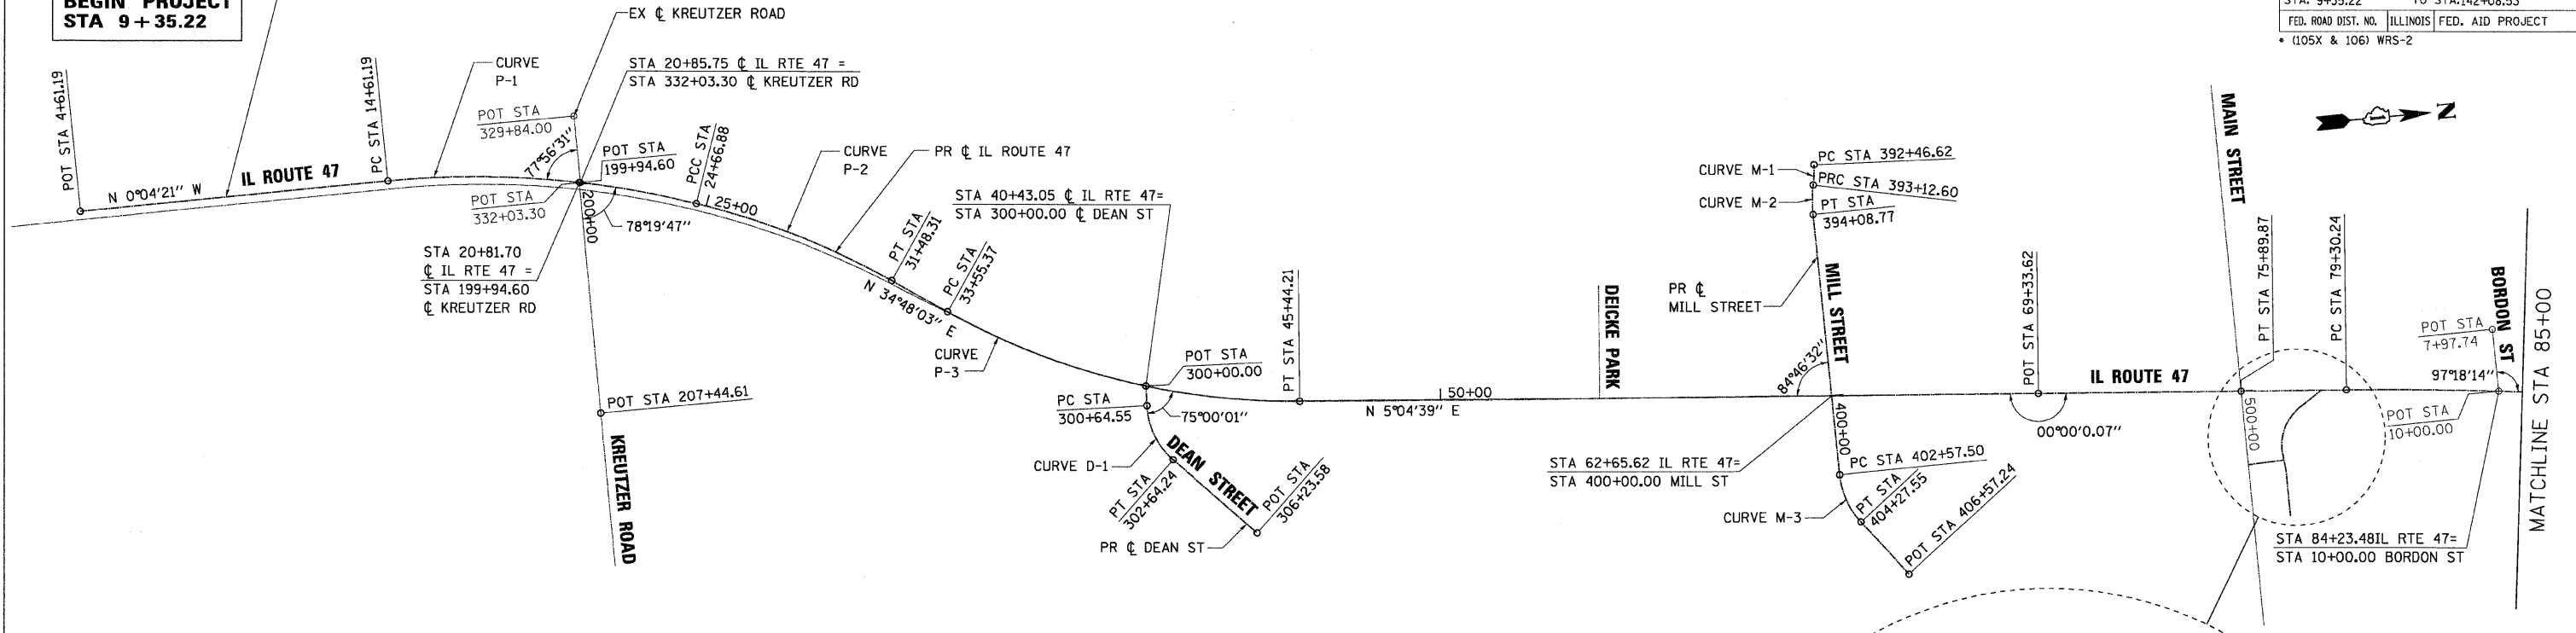 BEGIN PROJECT
STA 9+35.22
STA. 9+35.22 TO STA.142+08.53
FED. ROAD DIST. NO. ILLINOIS FED. AID PROJECT
* (105X & 106) WRS-2
N
POT STA 4+61.19
N 0°04'21" W
IL ROUTE 47
PC STA 14+61.19
CURVE
P-1
EX ℄ KREUTZER ROAD
STA 20+85.75 ℄ IL RTE 47 =
STA 332+03.30 ℄ KREUTZER RD
POT STA
329+84.00
77°56'31"
POT STA
199+94.60
POT STA
332+03.30
200+00
78°19'47"
STA 20+81.70
℄ IL RTE 47 =
STA 199+94.60
℄ KREUTZER RD
POT STA 207+44.61
KREUTZER ROAD
PCC STA
24+66.88
25+00
CURVE
P-2
PR ℄ IL ROUTE 47
PT STA
31+48.31
PC STA
33+55.37
N 34°48'03" E
CURVE
P-3
STA 40+43.05 ℄ IL RTE 47=
STA 300+00.00 ℄ DEAN ST
POT STA
300+00.00
PC STA
300+64.55
75°00'01"
CURVE D-1
DEAN STREET
PT STA
302+64.24
POT STA
306+23.58
PR ℄ DEAN ST
PT STA 45+44.21
N 5°04'39" E
50+00
DEICKE PARK
CURVE M-1
PC STA 392+46.62
PRC STA 393+12.60
CURVE M-2
PT STA
394+08.77
PR ℄
MILL STREET
MILL STREET
84°46'32"
400+00
STA 62+65.62 IL RTE 47=
STA 400+00.00 MILL ST
PC STA 402+57.50
CURVE M-3
PT STA
404+27.55
POT STA 406+57.24
POT STA 69+33.62
00°00'0.07"
IL ROUTE 47
MAIN STREET
PT STA 75+89.87
PC STA 79+30.24
500+00
BORDON ST
POT STA
7+97.74
97°18'14"
POT STA
10+00.00
STA 84+23.48IL RTE 47=
STA 10+00.00 BORDON ST
MATCHLINE STA 85+00